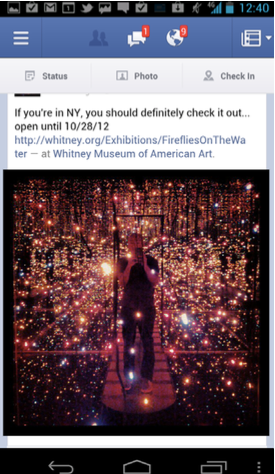 12:40
1
9
Status
Photo
Check In
If you're in NY, you should definitely check it out...
open until 10/28/12
http://whitney.org/Exhibitions/FirefliesOnTheWa
ter — at Whitney Museum of American Art.